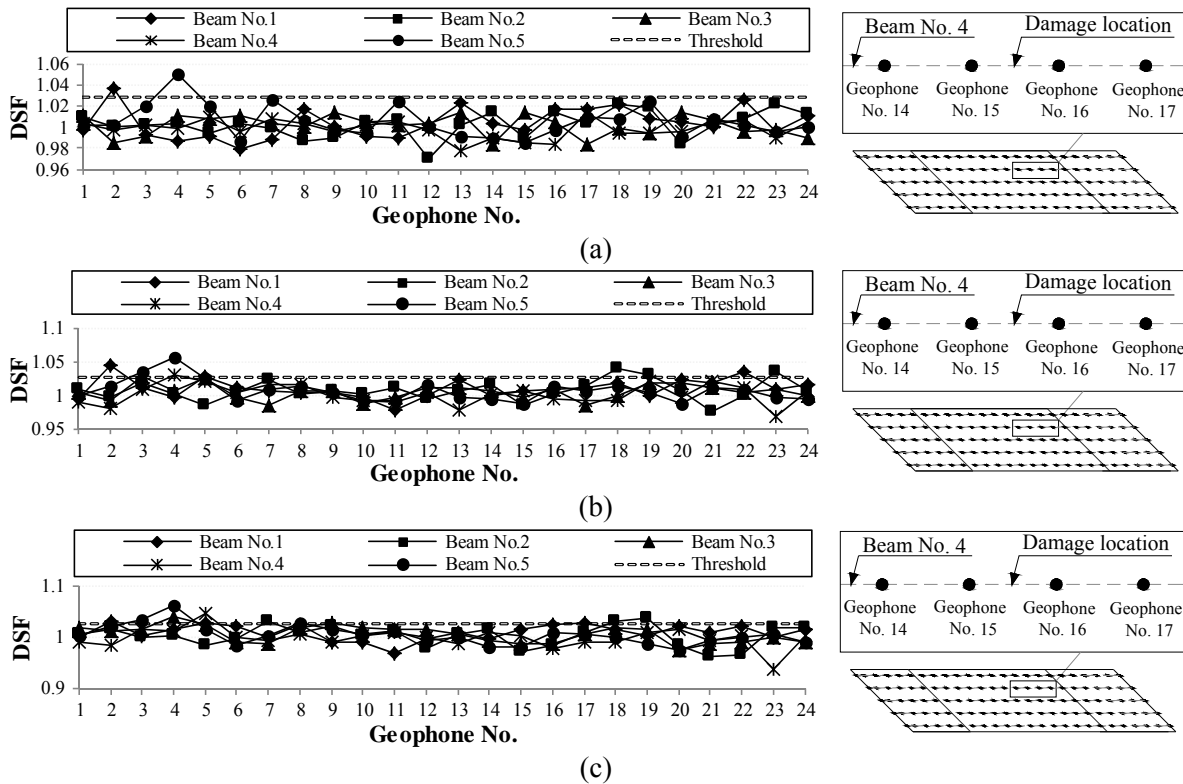 Beam No.1 Beam No.2 Beam No.3
Beam No.4 Beam No.5 Threshold
1.06
1.04
1.02
1
0.98
0.96
DSF
1 2 3 4 5 6 7 8 9 10 11 12 13 14 15 16 17 18 19 20 21 22 23 24
Geophone No.
Beam No. 4 Damage location
Geophone Geophone Geophone Geophone
No. 14 No. 15 No. 16 No. 17
(a)
Beam No.1 Beam No.2 Beam No.3
Beam No.4 Beam No.5 Threshold
1.1
1.05
1
0.95
DSF
1 2 3 4 5 6 7 8 9 10 11 12 13 14 15 16 17 18 19 20 21 22 23 24
Geophone No.
Beam No. 4 Damage location
Geophone Geophone Geophone Geophone
No. 14 No. 15 No. 16 No. 17
(b)
Beam No.1 Beam No.2 Beam No.3
Beam No.4 Beam No.5 Threshold
1.1
1
0.9
DSF
1 2 3 4 5 6 7 8 9 10 11 12 13 14 15 16 17 18 19 20 21 22 23 24
Geophone No.
Beam No. 4 Damage location
Geophone Geophone Geophone Geophone
No. 14 No. 15 No. 16 No. 17
(c)